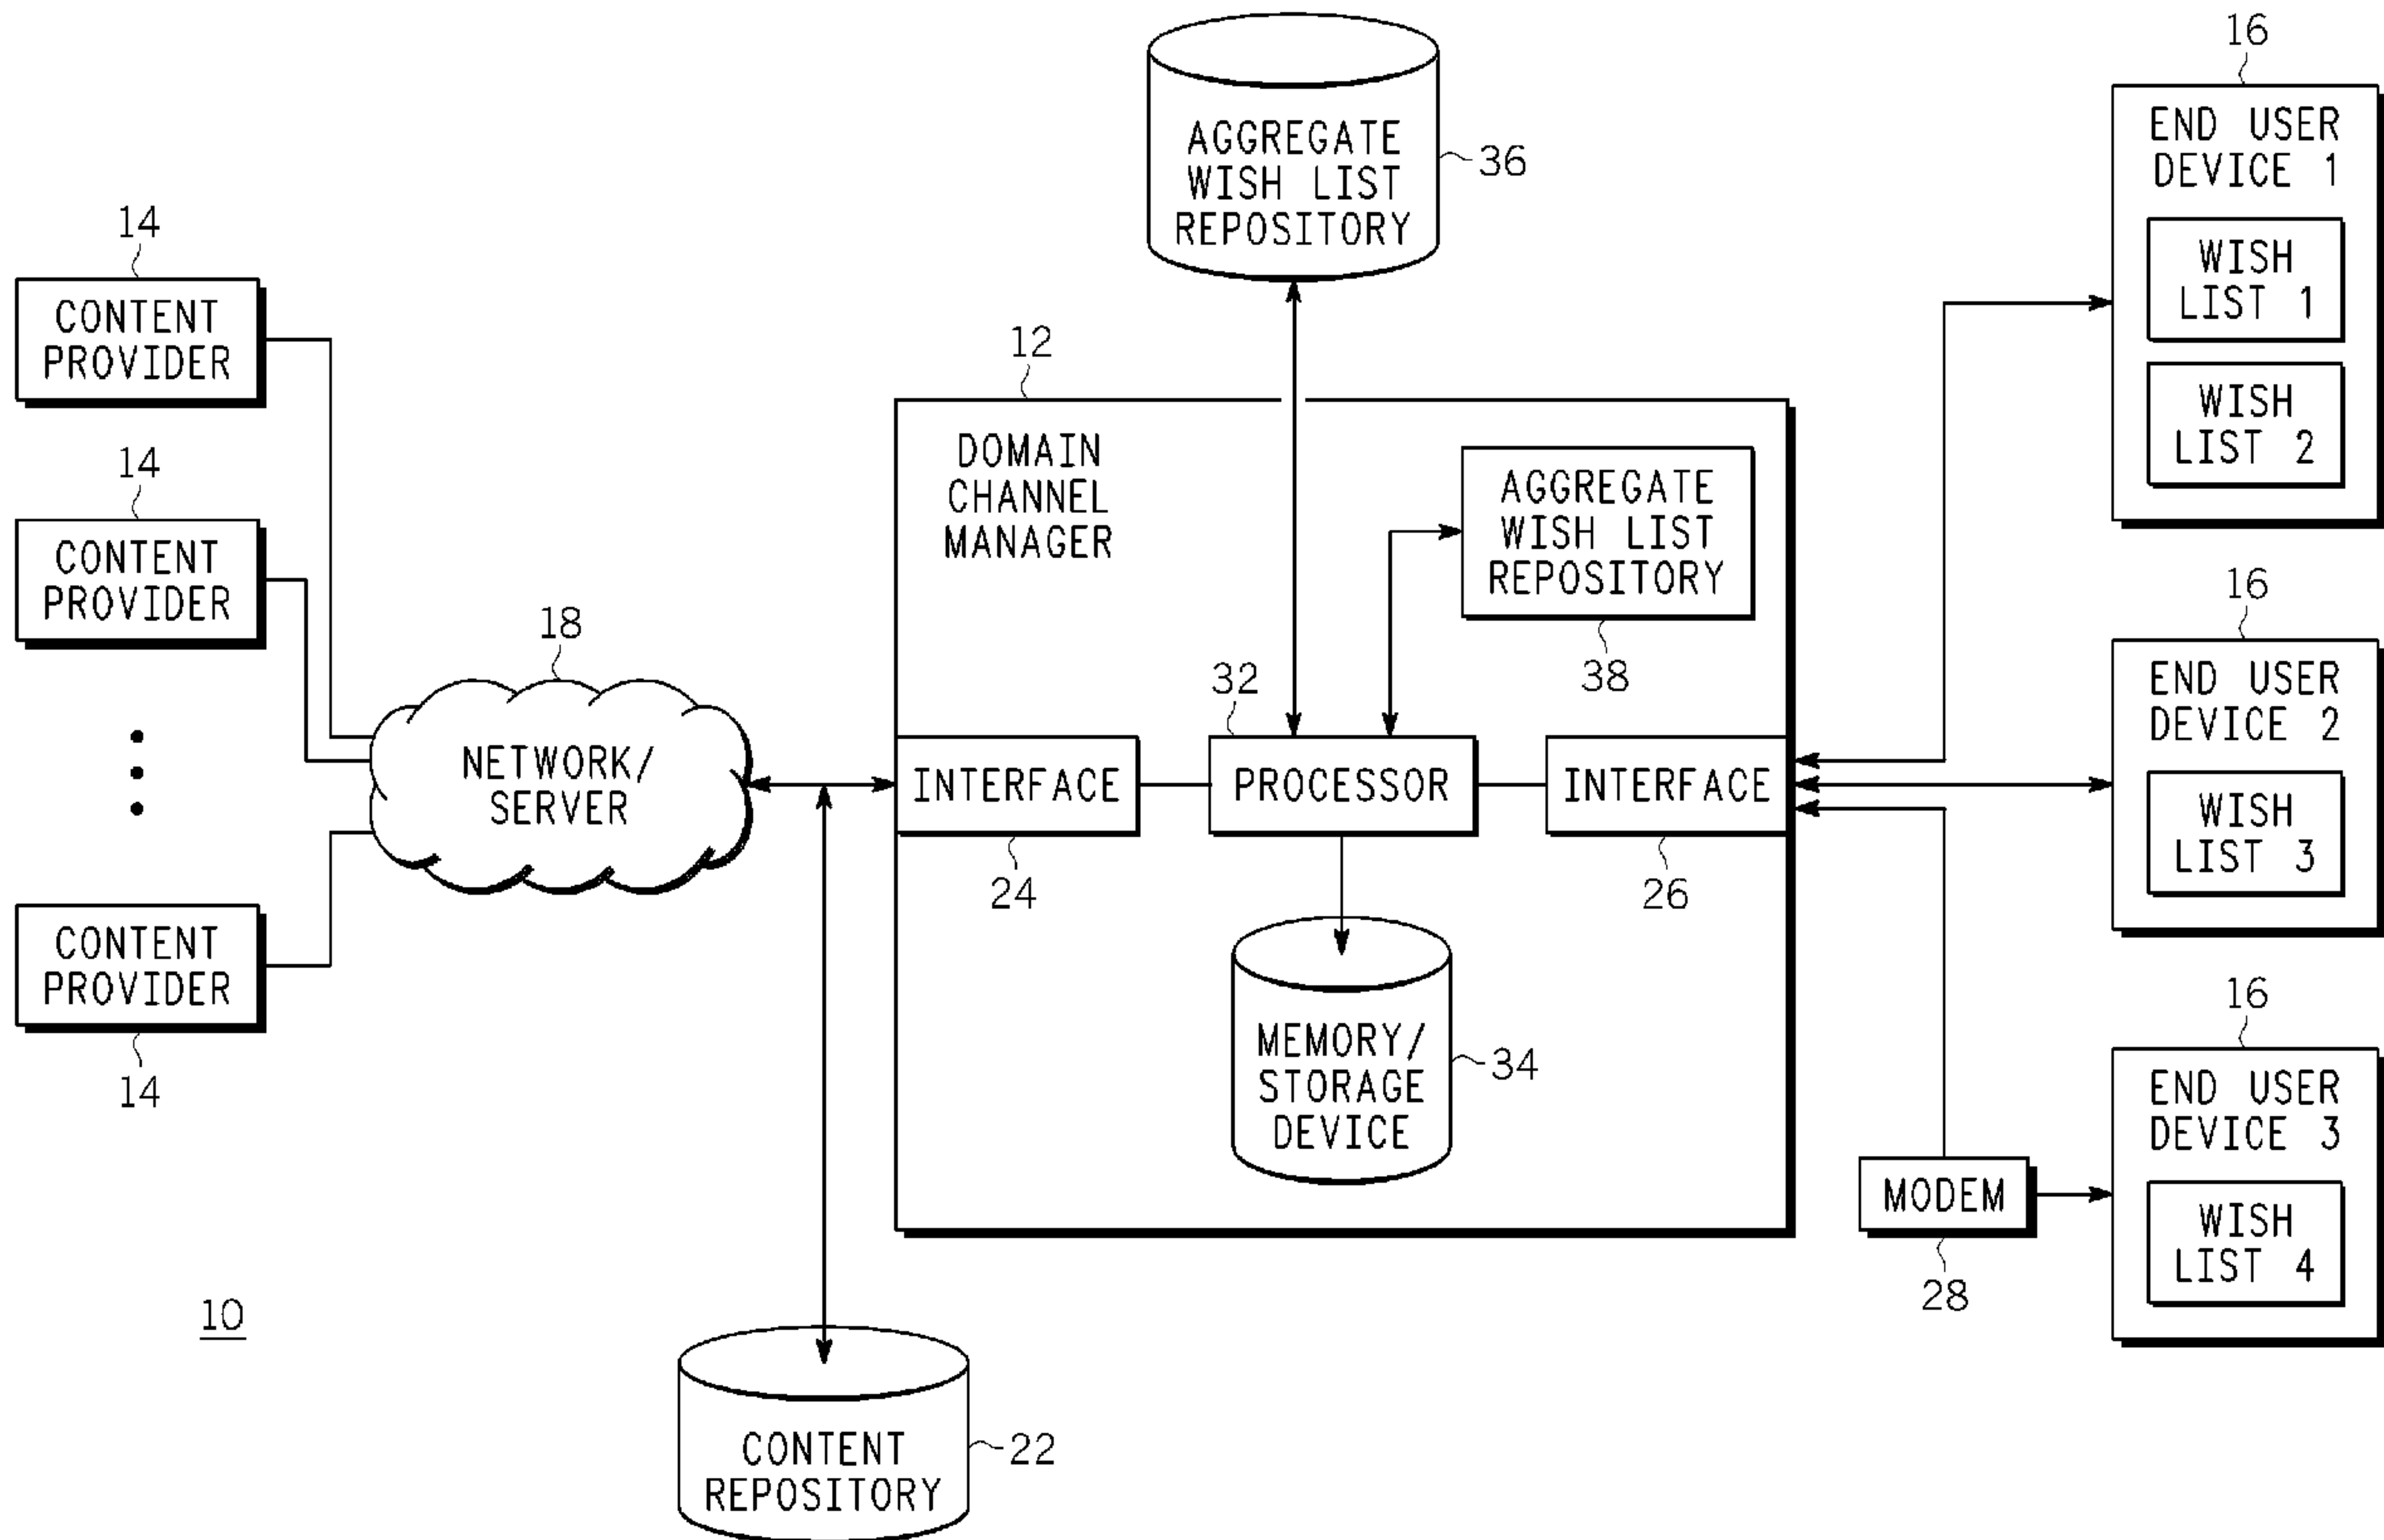 14
CONTENT
PROVIDER
14
CONTENT
PROVIDER
CONTENT
PROVIDER
14
10
18
NETWORK/
SERVER
CONTENT
REPOSITORY
22
AGGREGATE
WISH LIST
REPOSITORY
36
12
DOMAIN
CHANNEL
MANAGER
AGGREGATE
WISH LIST
REPOSITORY
38
INTERFACE
24
32
PROCESSOR
INTERFACE
26
MEMORY/
STORAGE
DEVICE
34
16
END USER
DEVICE 1
WISH
LIST 1
WISH
LIST 2
16
END USER
DEVICE 2
WISH
LIST 3
16
END USER
DEVICE 3
WISH
LIST 4
MODEM
28